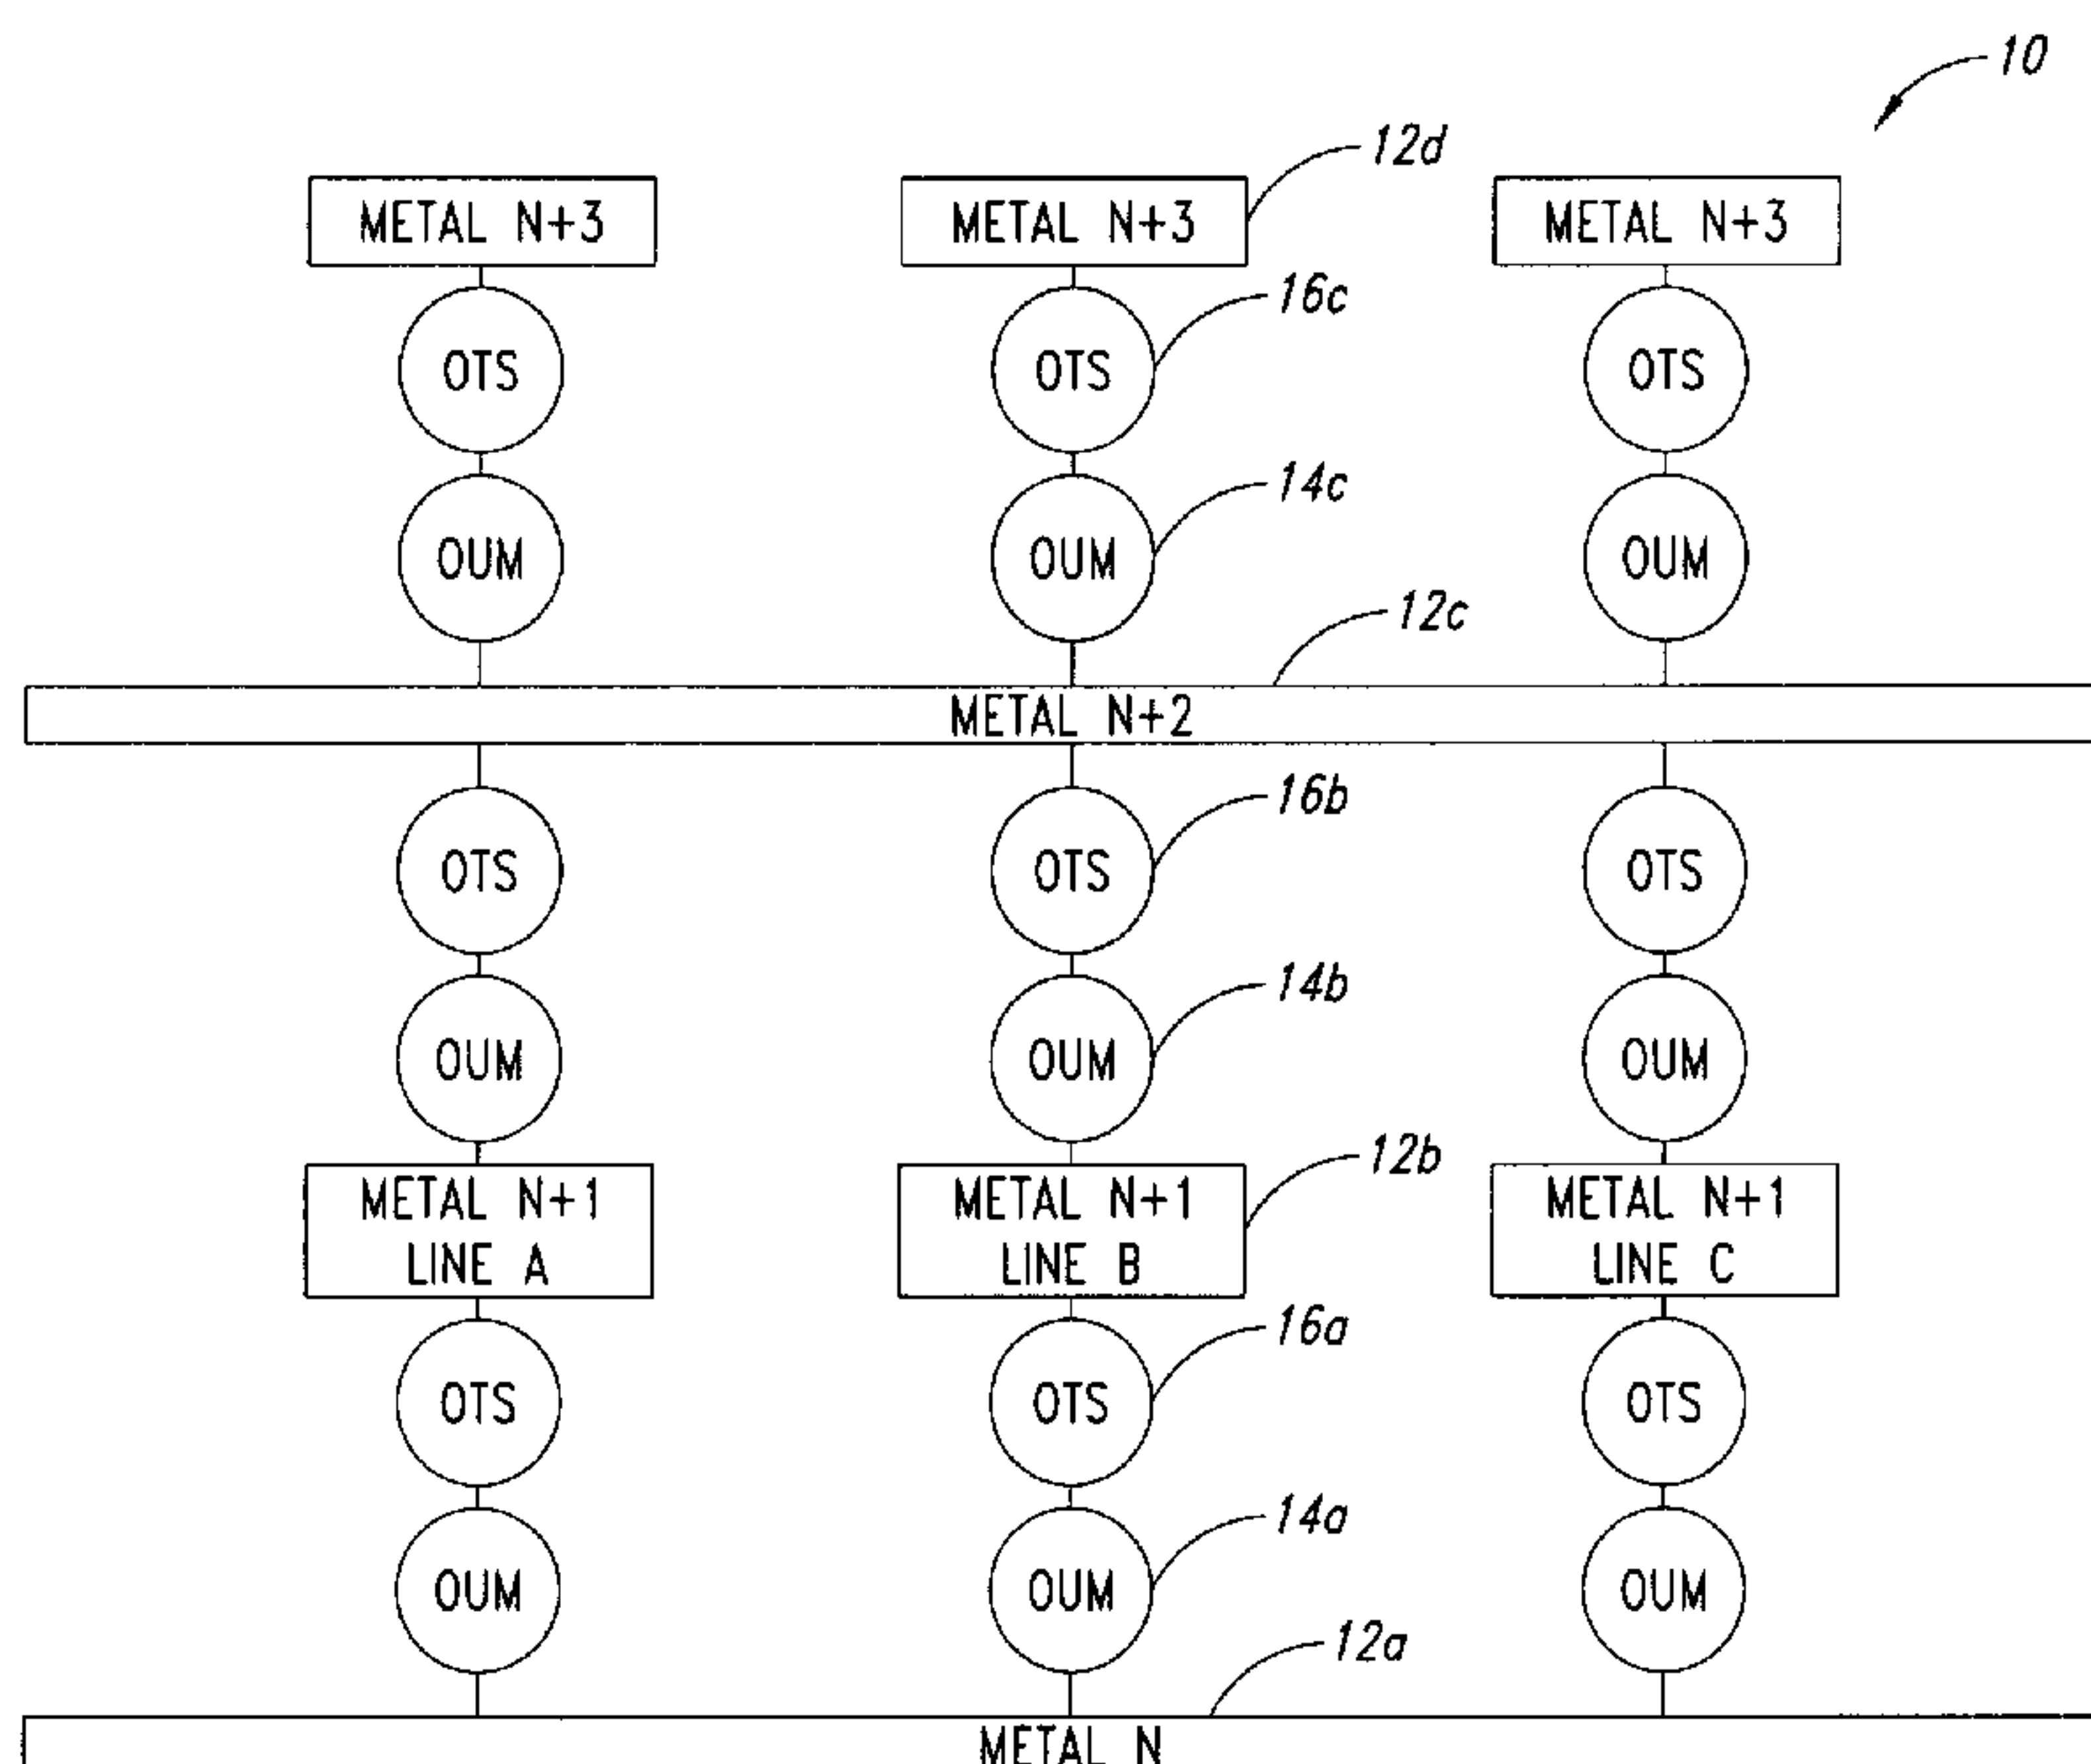 10
12d
METAL N+3 METAL N+3 METAL N+3
16c
OTS OTS OTS
14c
OUM OUM OUM
12c
METAL N+2
16b
OTS OTS OTS
14b
OUM OUM OUM
12b
METAL N+1 METAL N+1 METAL N+1
LINE A LINE B LINE C
16a
OTS OTS OTS
14a
OUM OUM OUM
12a
METAL N